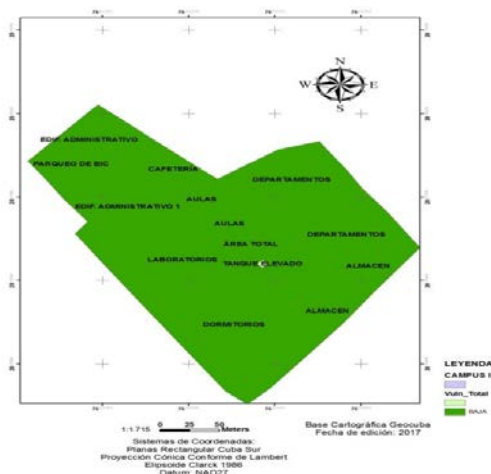 N
W E
S
EDIF. ADMINISTRATIVO
PARQUEO DE BIC
CAFETERÍA
DEPARTAMENTOS
AULAS
EDIF. ADMINISTRATIVO 1
AULAS
DEPARTAMENTOS
ÁREA TOTAL
LABORATORIOS
TANQUE ELEVADO
ALMACEN
ALMACEN
DORMITORIOS
LEYENDA
CAMPUS I
Vuln_Total
BAJA
0 25 50
1:1.715 Meters
Base Cartográfica Geocuba
Fecha de edición: 2017
Sistemas de Coordenadas:
Planas Rectangular Cuba Sur
Proyección Cónica Conforme de Lambert
Elipsoide Clarck 1986
Datum: NAD27